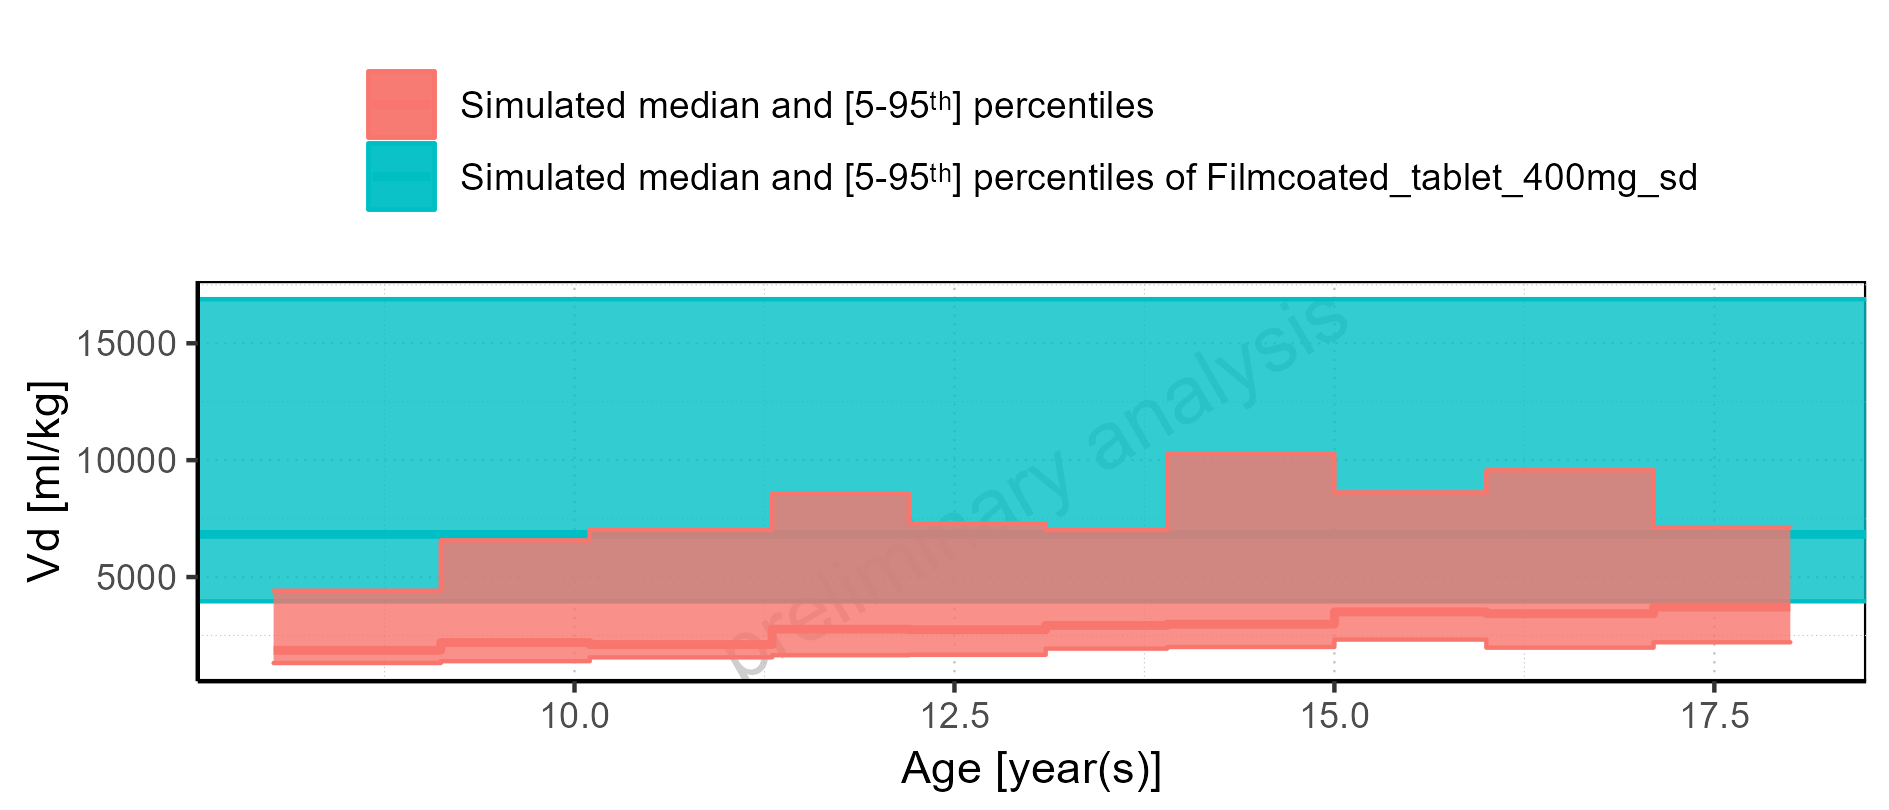 Simulated median and [5-95th] percentiles
Simulated median and [5-95th] percentiles of Filmcoated_tablet_400mg_sd
15000
10000
5000
Vd [ml/kg]
preliminary analysis
10.0 12.5 15.0 17.5
Age [year(s)]